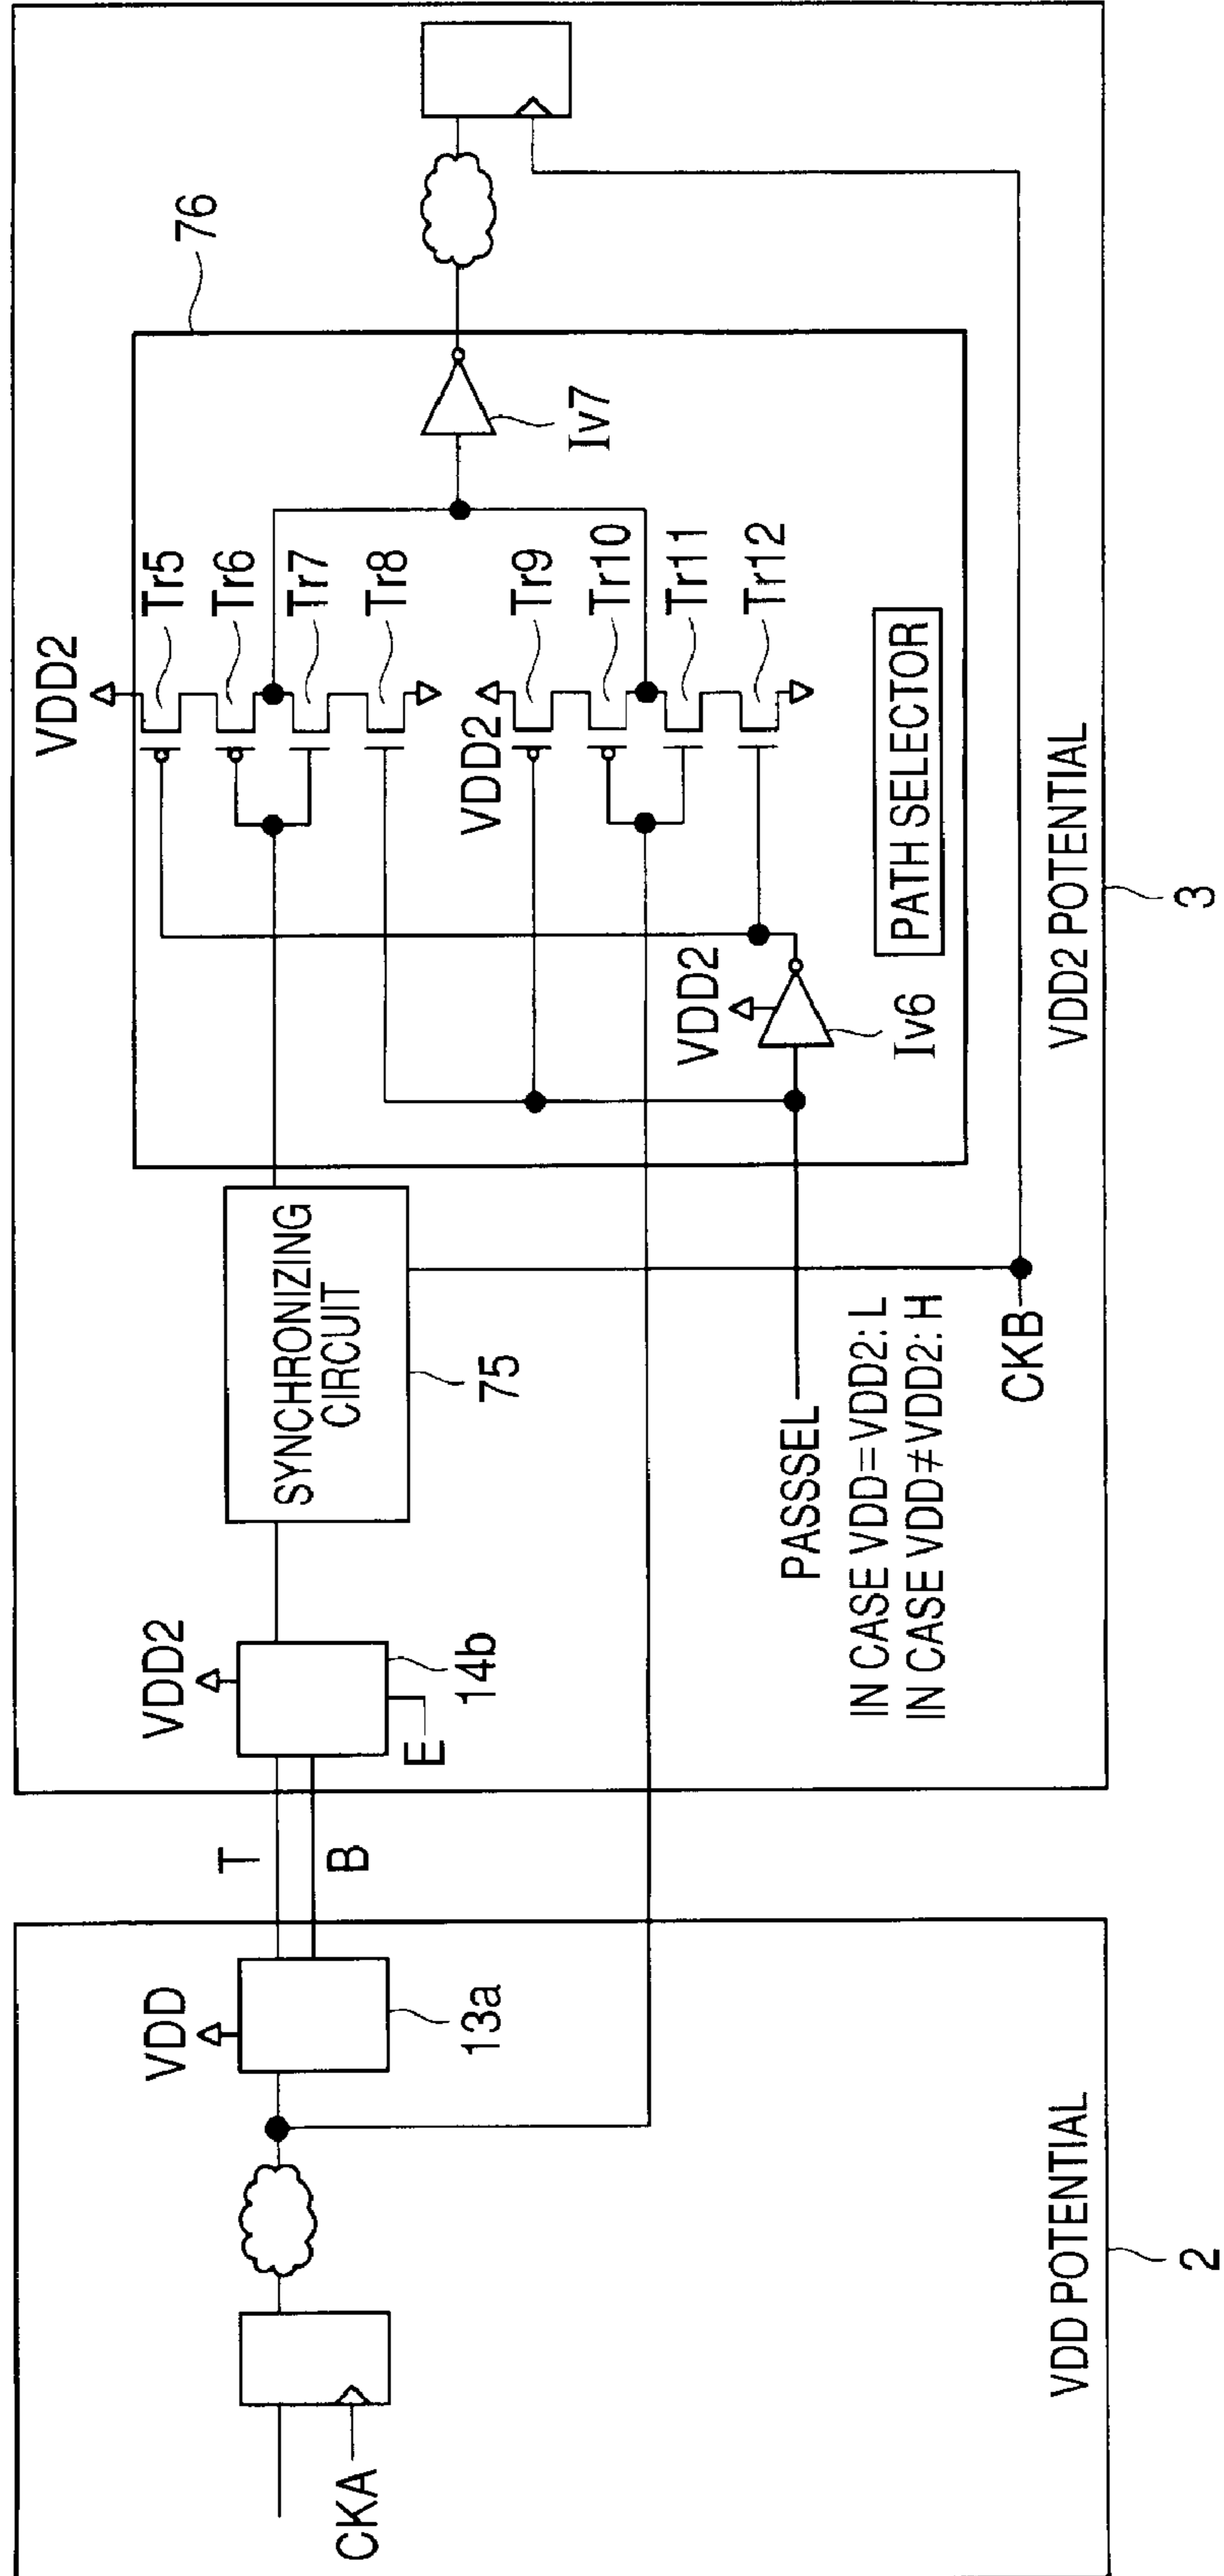 CKA
VDD
13a
VDD POTENTIAL
2
T
B
VDD2
14b
E
SYNCHRONIZING
CIRCUIT
75
PASSSEL
IN CASE VDD=VDD2: L
IN CASE VDD≠VDD2: H
CKB
76
VDD2
Tr5
Tr6
Tr7
Tr8
VDD2
Tr9
Tr10
Tr11
Tr12
VDD2
Iv6
Iv7
PATH SELECTOR
VDD2 POTENTIAL
3